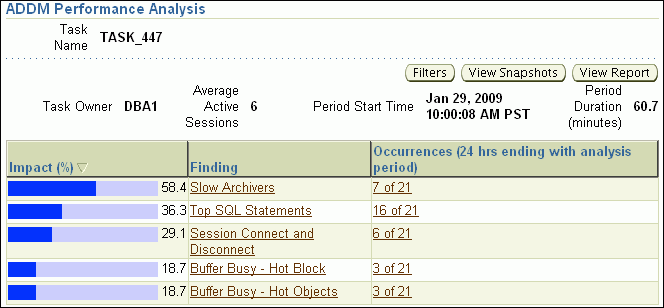 ADDM Performance Analysis
Task Name TASK_447
Filters View Snapshots View Report
Task Owner DBA1 Average Active Sessions 6 Period Start Time Jan 29, 2009 10:00:08 AM PST Period Duration (minutes) 60.7
Impact (%) Finding Occurrences (24 hrs ending with analysis period)
58.4 Slow Archivers 7 of 21
36.3 Top SQL Statements 16 of 21
29.1 Session Connect and Disconnect 6 of 21
18.7 Buffer Busy - Hot Block 3 of 21
18.7 Buffer Busy - Hot Objects 3 of 21